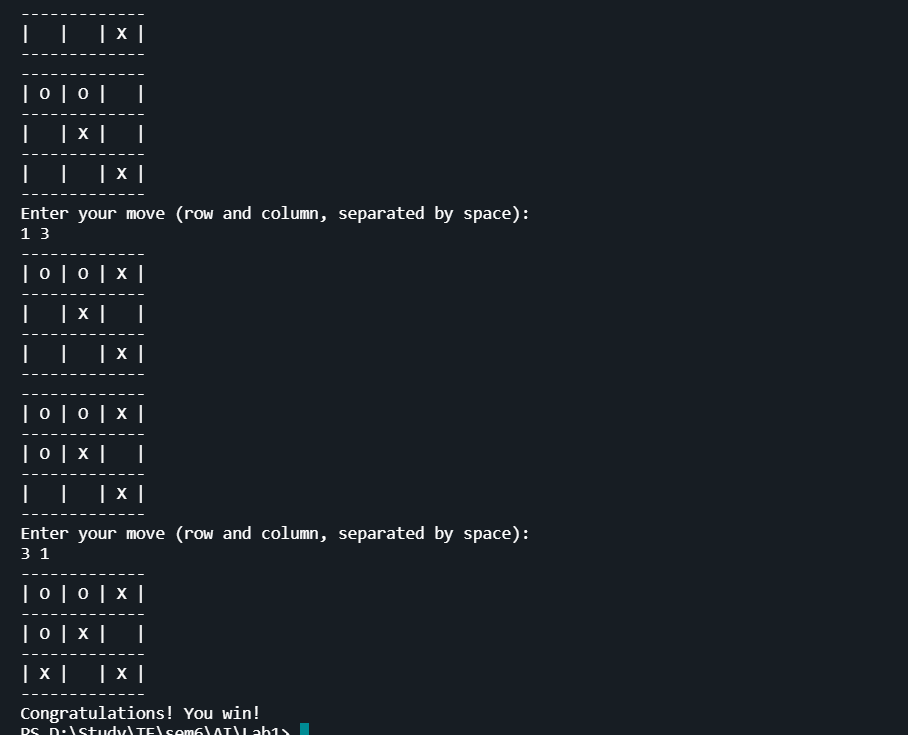 -------------
|   |   | X |
-------------
-------------
| O | O |   |
-------------
|   | X |   |
-------------
|   |   | X |
-------------
Enter your move (row and column, separated by space):
1 3
-------------
| O | O | X |
-------------
|   | X |   |
-------------
|   |   | X |
-------------
-------------
| O | O | X |
-------------
| O | X |   |
-------------
|   |   | X |
-------------
Enter your move (row and column, separated by space):
3 1
-------------
| O | O | X |
-------------
| O | X |   |
-------------
| X |   | X |
-------------
Congratulations! You win!
PS D:\Study\TE\sem6\AI\Lab1>